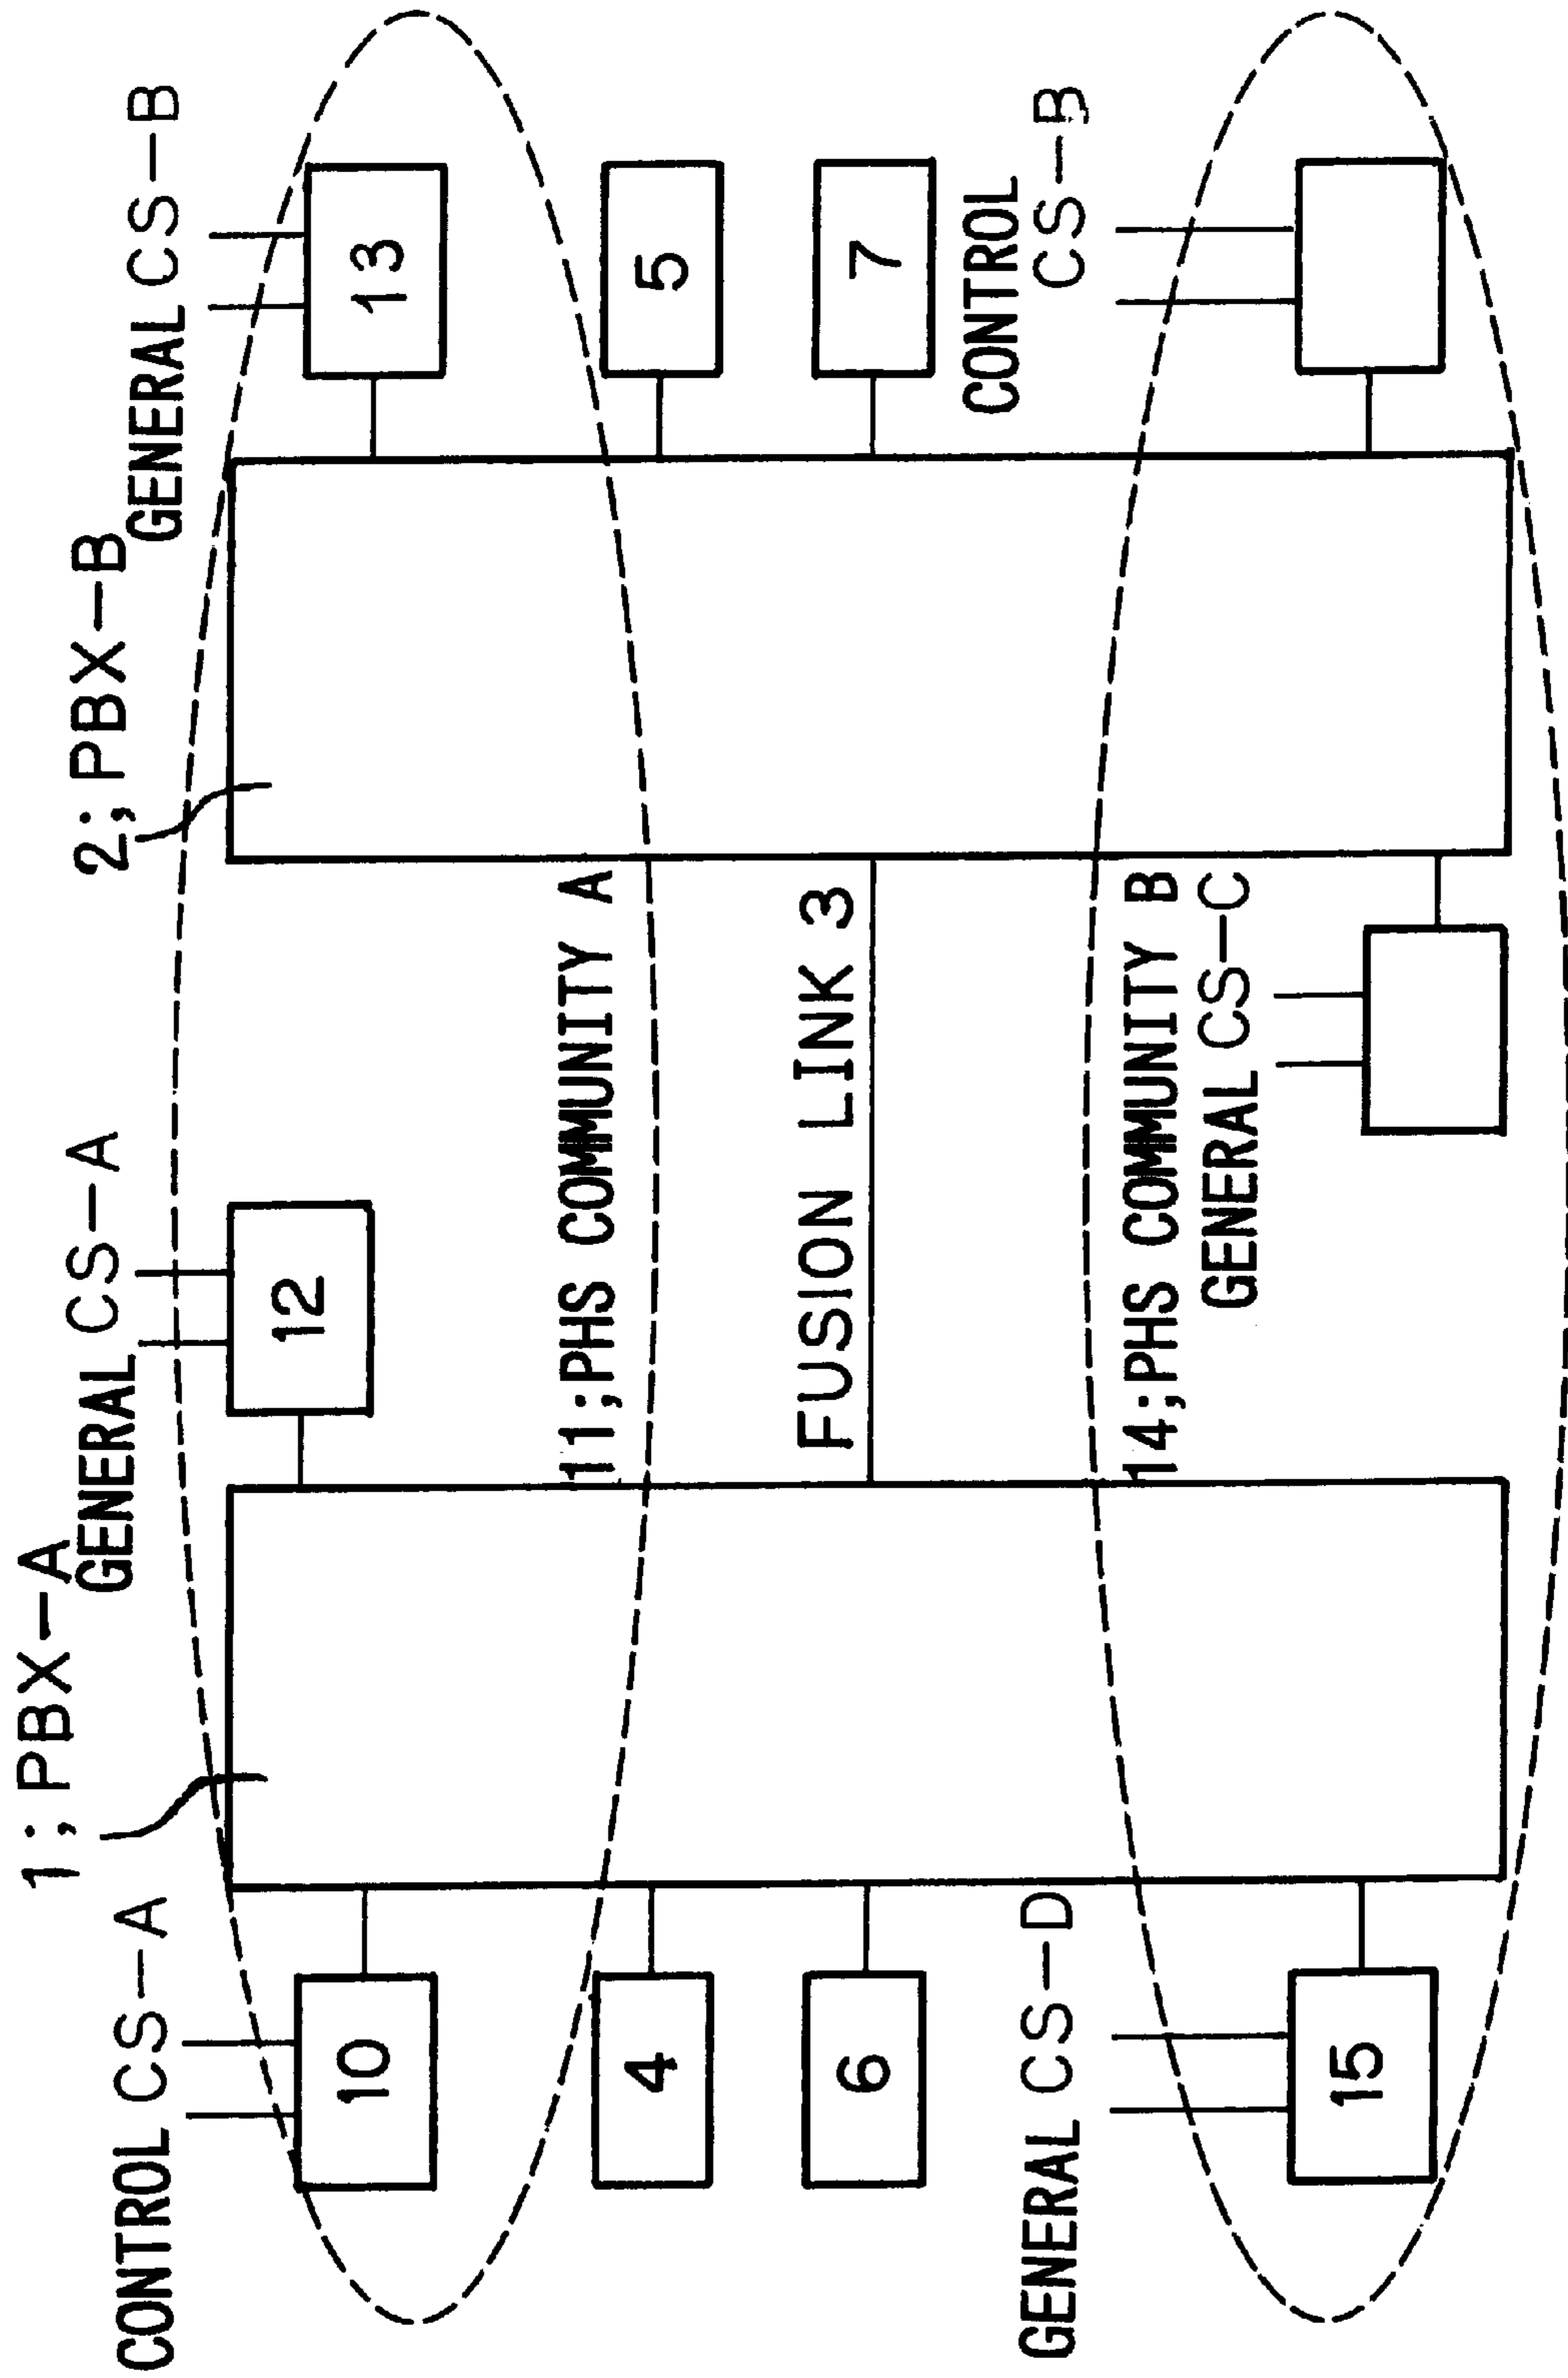 1;PBX-A
2;PBX-B
CONTROL CS-A
GENERAL CS-A
GENERAL CS-B
10
12
13
11;PHS COMMUNITY A
4
5
FUSION LINK 3
6
7
GENERAL CS-D
14;PHS COMMUNITY B
GENERAL CS-C
CONTROL
CS-B
15